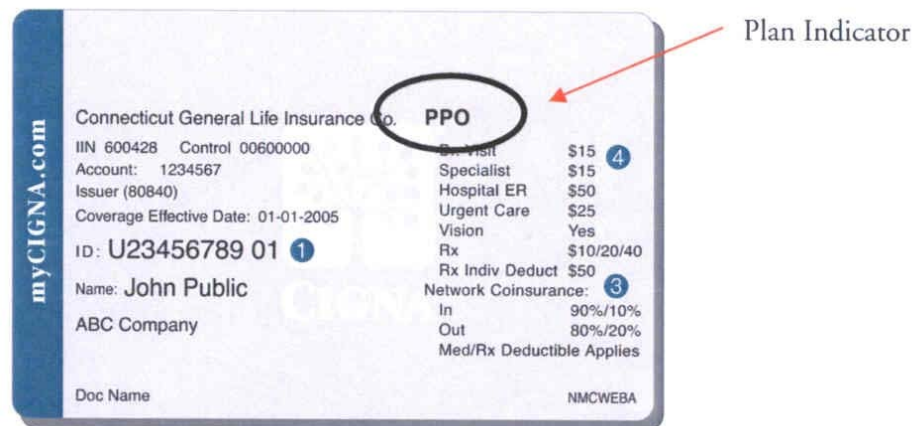 Plan Indicator
myCIGNA.com
Connecticut General Life Insurance Co. PPO
IIN 600428 Control 00600000
Account: 1234567
Issuer (80840)
Coverage Effective Date: 01-01-2005
ID: U23456789 01 1
Name: John Public
ABC Company
Doc Name
Dr. Visit $15 4
Specialist $15
Hospital ER $50
Urgent Care $25
Vision Yes
Rx $10/20/40
Rx Indiv Deduct $50
Network Coinsurance: 3
In 90%/10%
Out 80%/20%
Med/Rx Deductible Applies
NMCWEBA
CIGNA